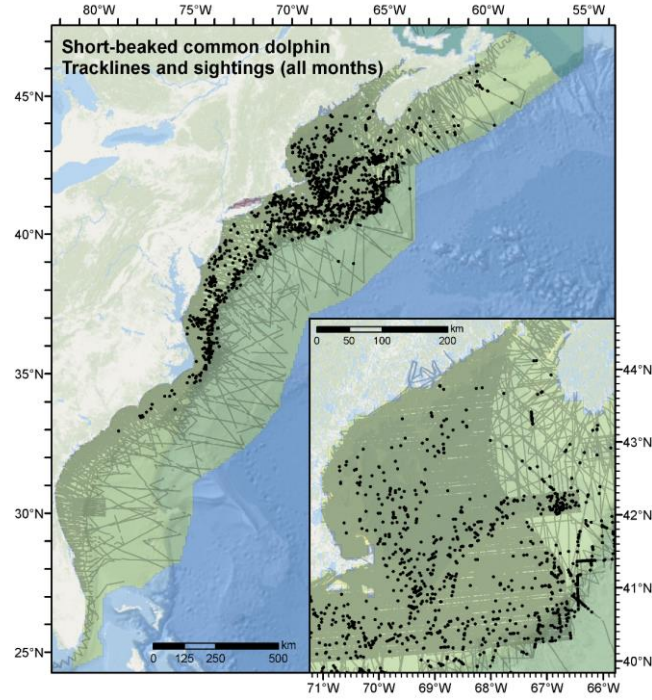 80°W 75°W 70°W 65°W 60°W 55°W
Short-beaked common dolphin
Tracklines and sightings (all months)
45°N
40°N
35°N
30°N
25°N
km
0 125 250 500
km
0 50 100 200
44°N
43°N
42°N
41°N
40°N
71°W 70°W 69°W 68°W 67°W 66°W